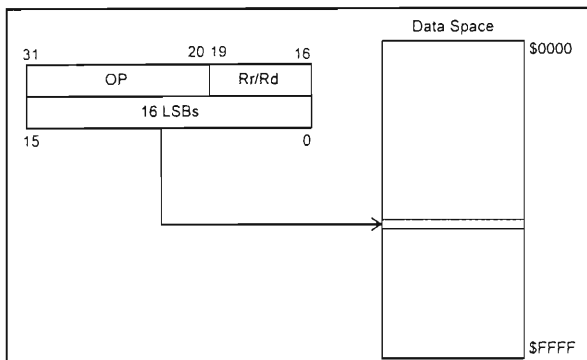 Data Space
31 20 19 16
$0000
OP Rr/Rd
16 LSBs
15 0
$FFFF